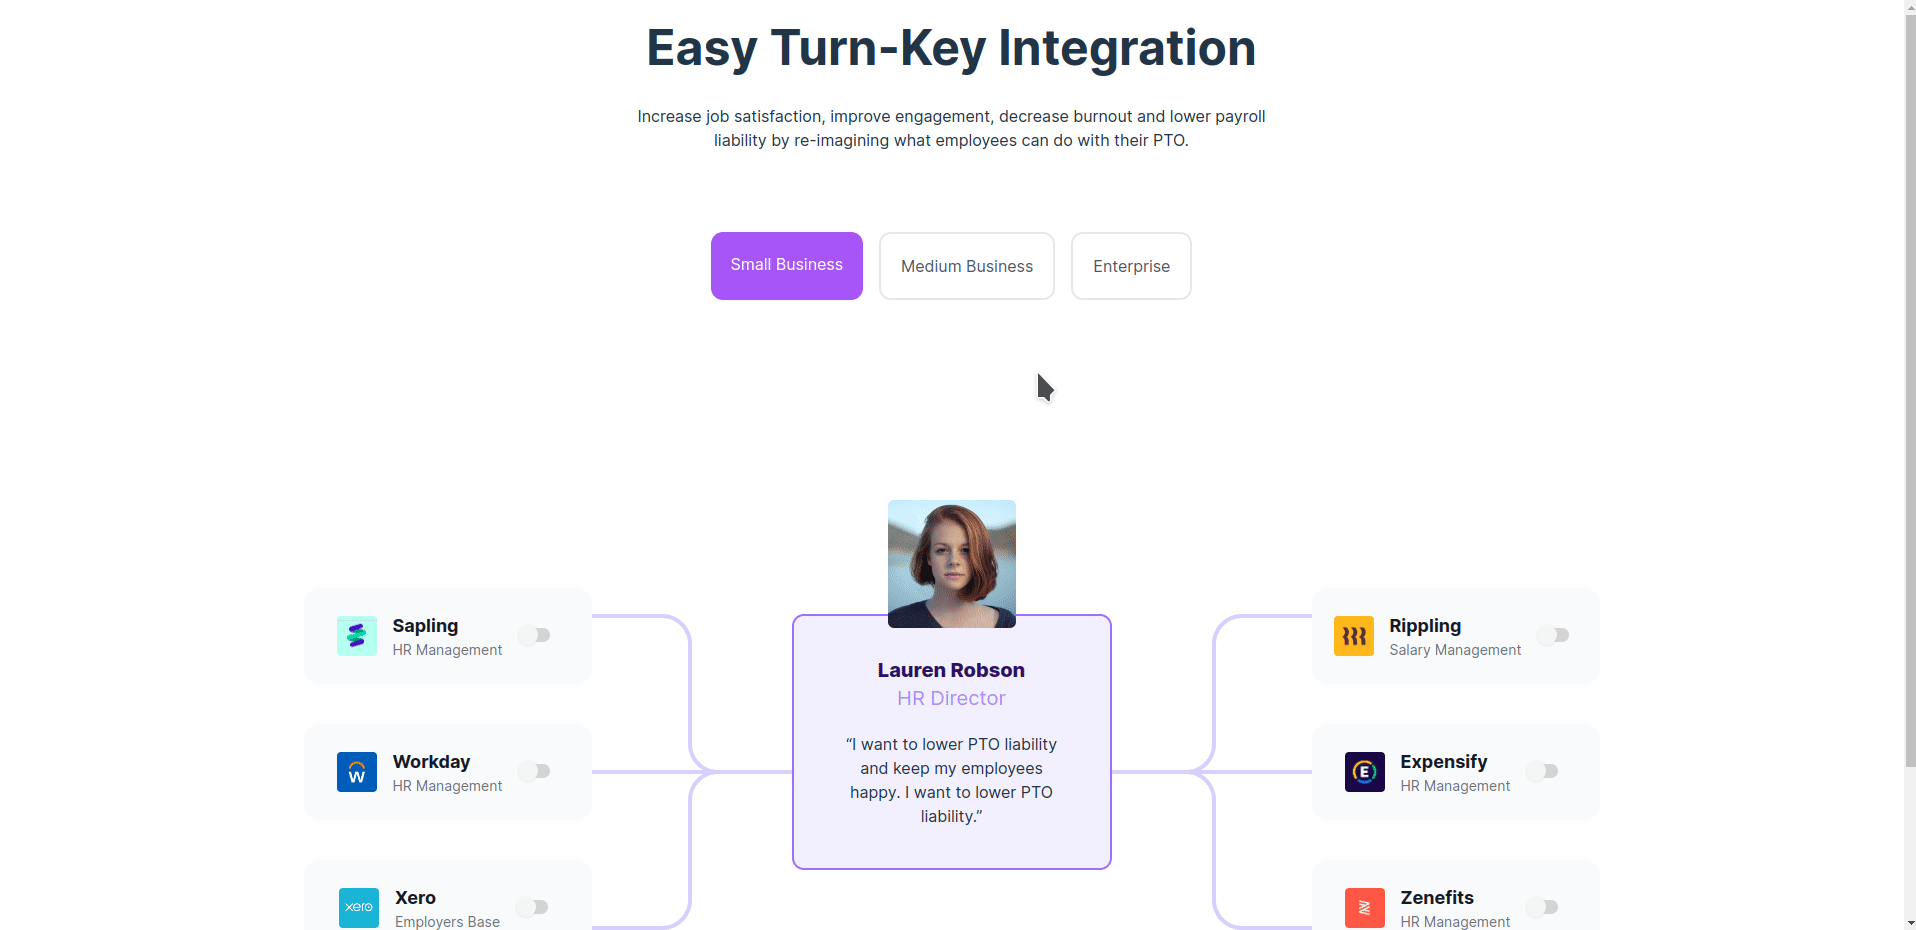 Easy Turn-Key Integration
Increase job satisfaction, improve engagement, decrease burnout and lower payroll
liability by re-imagining what employees can do with their PTO.
Small Business
Medium Business
Enterprise
Sapling
HR Management
Workday
HR Management
Xero
Employers Base
xero
W
Lauren Robson
HR Director
“I want to lower PTO liability
and keep my employees
happy. I want to lower PTO
liability.”
Rippling
Salary Management
E
Expensify
HR Management
Zenefits
HR Management